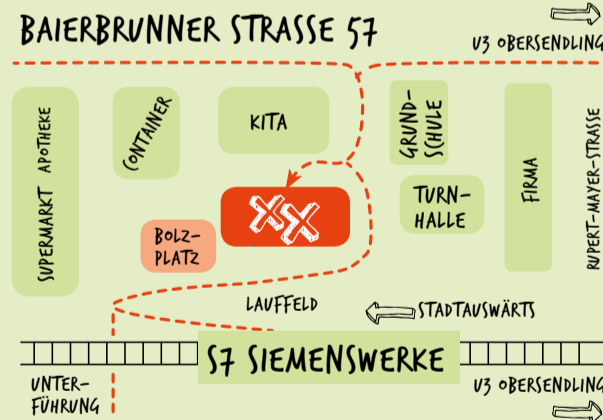 BAIERBRUNNER STRASSE 57
U3 OBERSENDLING
SUPERMARKT APOTHEKE
CONTAINER
KITA
GRUND-
SCHULE
TURN-
HALLE
FIRMA
RUPERT-MAYER-STRASSE
XX
BOLZ-
PLATZ
LAUFFELD
STADTAUSWÄRTS
S7 SIEMENSWERKE
UNTER-
FÜHRUNG
U3 OBERSENDLING